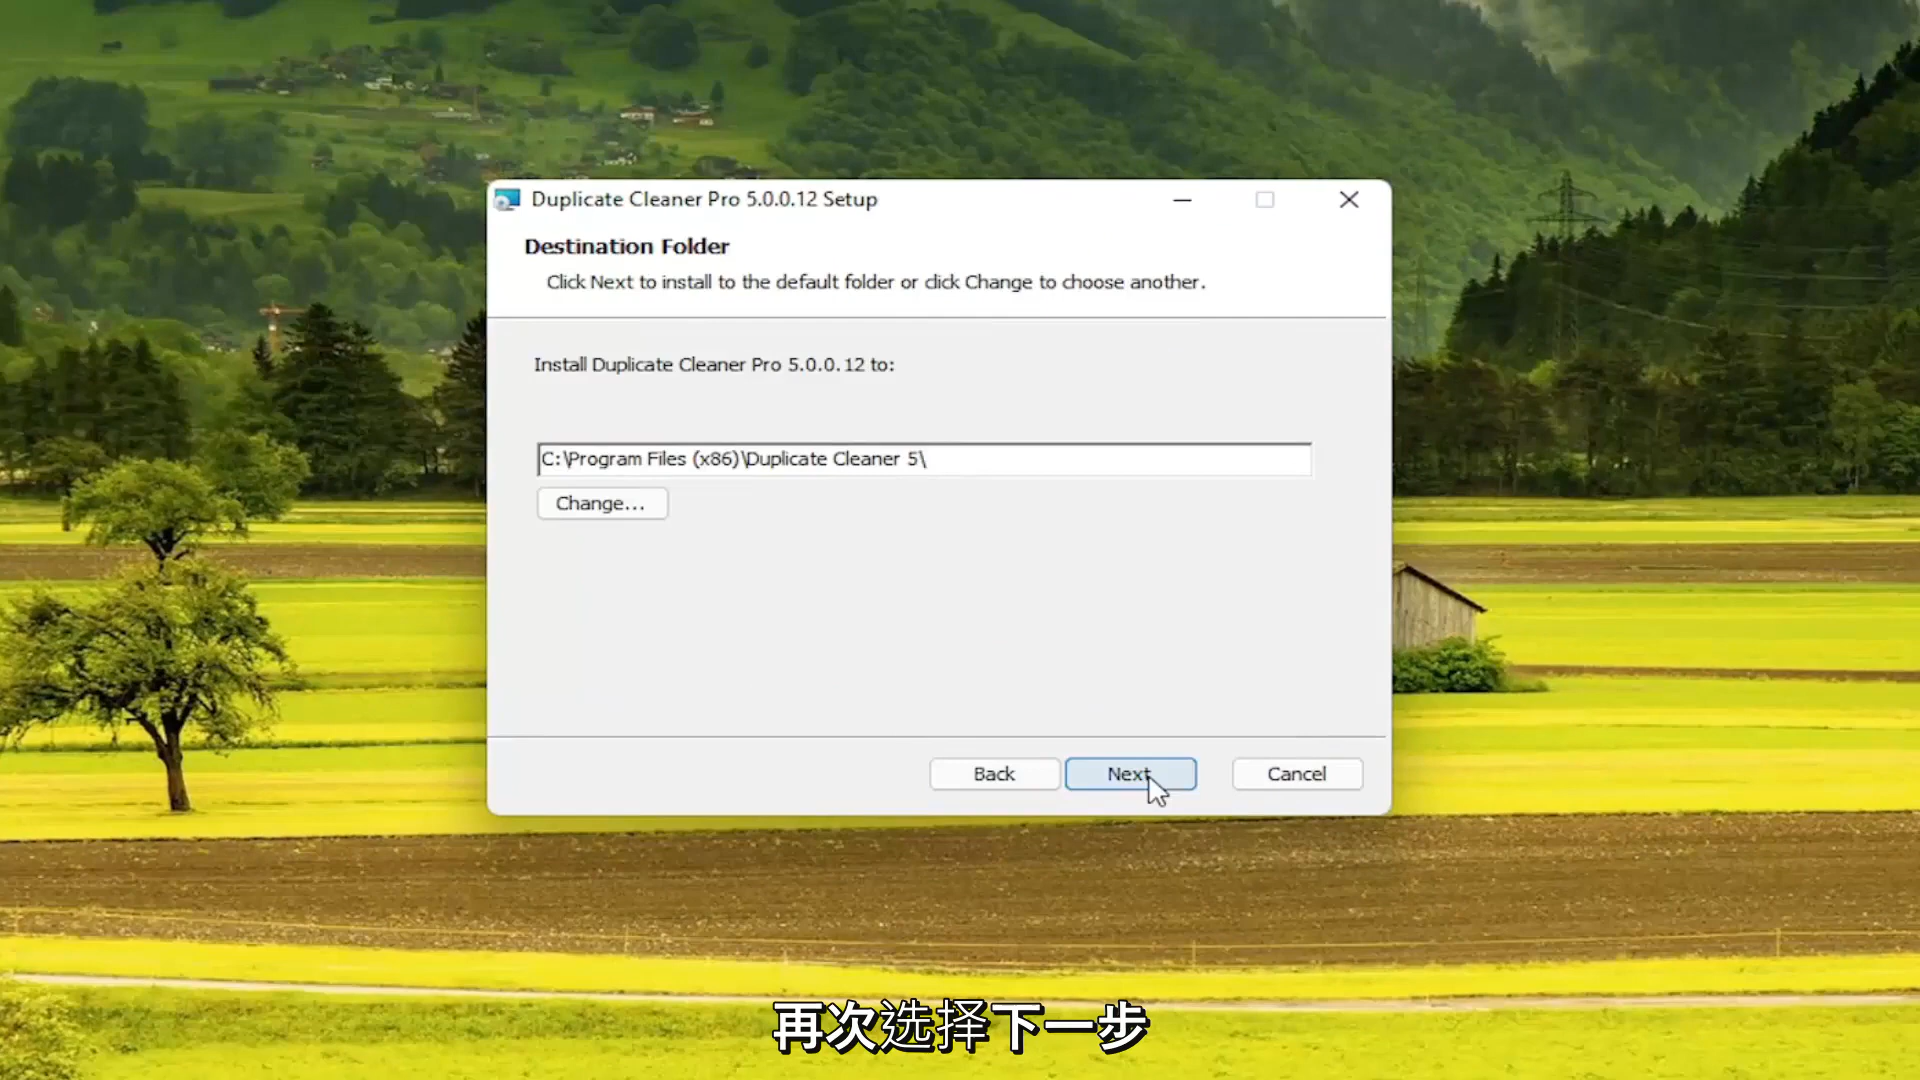 Duplicate Cleaner Pro 5.0.0.12 Setup
Destination Folder
Click Next to install to the default folder or click Change to choose another.
Install Duplicate Cleaner Pro 5.0.0.12 to:
C:\Program Files (x86)\Duplicate Cleaner 5\
Change...
Back
Next
Cancel
再次选择下一步